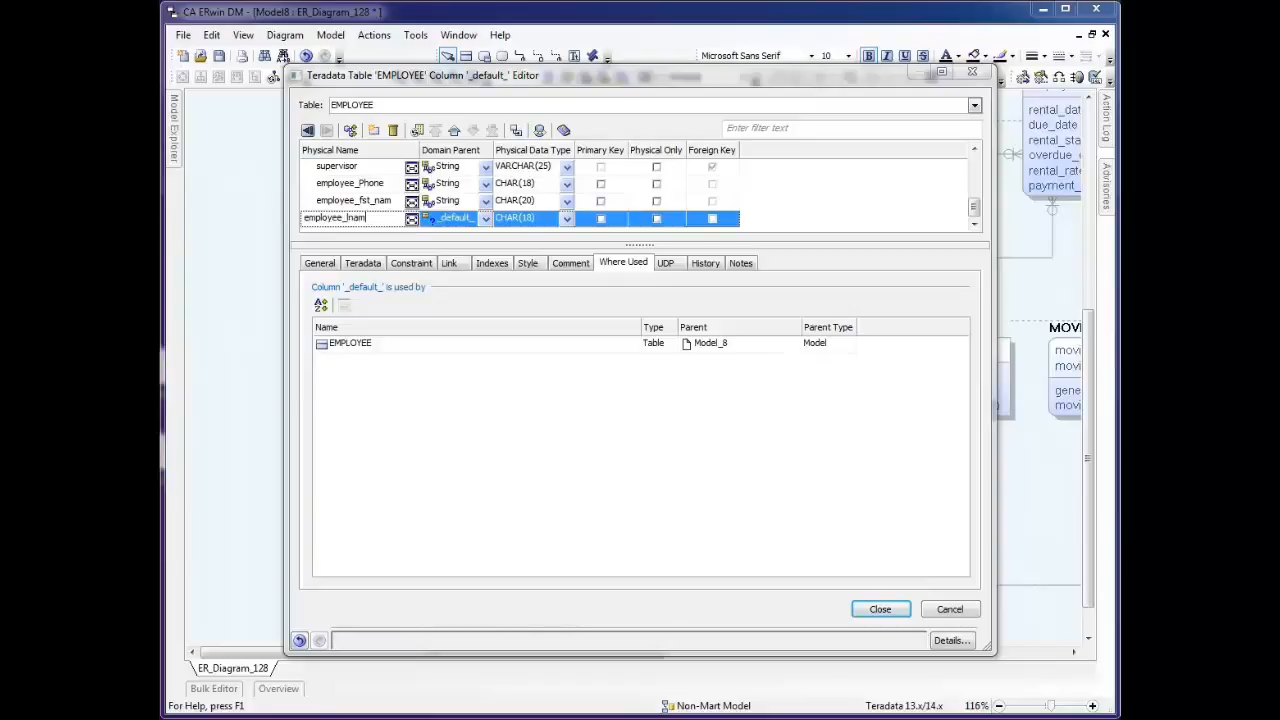 CA ERwin DM - [Model8 : ER_Diagram_128 * ]
File Edit View Diagram Model Actions Tools Window Help
Microsoft Sans Serif 10 B I U
Teradata Table 'EMPLOYEE' Column '_default_' Editor
Table: EMPLOYEE
Enter filter text
Physical Name Domain Parent Physical Data Type Primary Key Physical Only Foreign Key
supervisor String VARCHAR(25)
employee_Phone String CHAR(18)
employee_fst_nam String CHAR(20)
employee_lnam _default_ CHAR(18)
General Teradata Constraint Link Indexes Style Comment Where Used UDP History Notes
Column '_default_' is used by
Name Type Parent Parent Type
EMPLOYEE Table Model_8 Model
Close Cancel
Details...
Model Explorer
Action Log
Advisories
rental_dat
due_date
rental_sta
overdue_
rental_rat
payment_
MOVI
movi
movi
gene
movi
ER_Diagram_128
Bulk Editor Overview
For Help, press F1 Non-Mart Model Teradata 13.x/14.x 116%